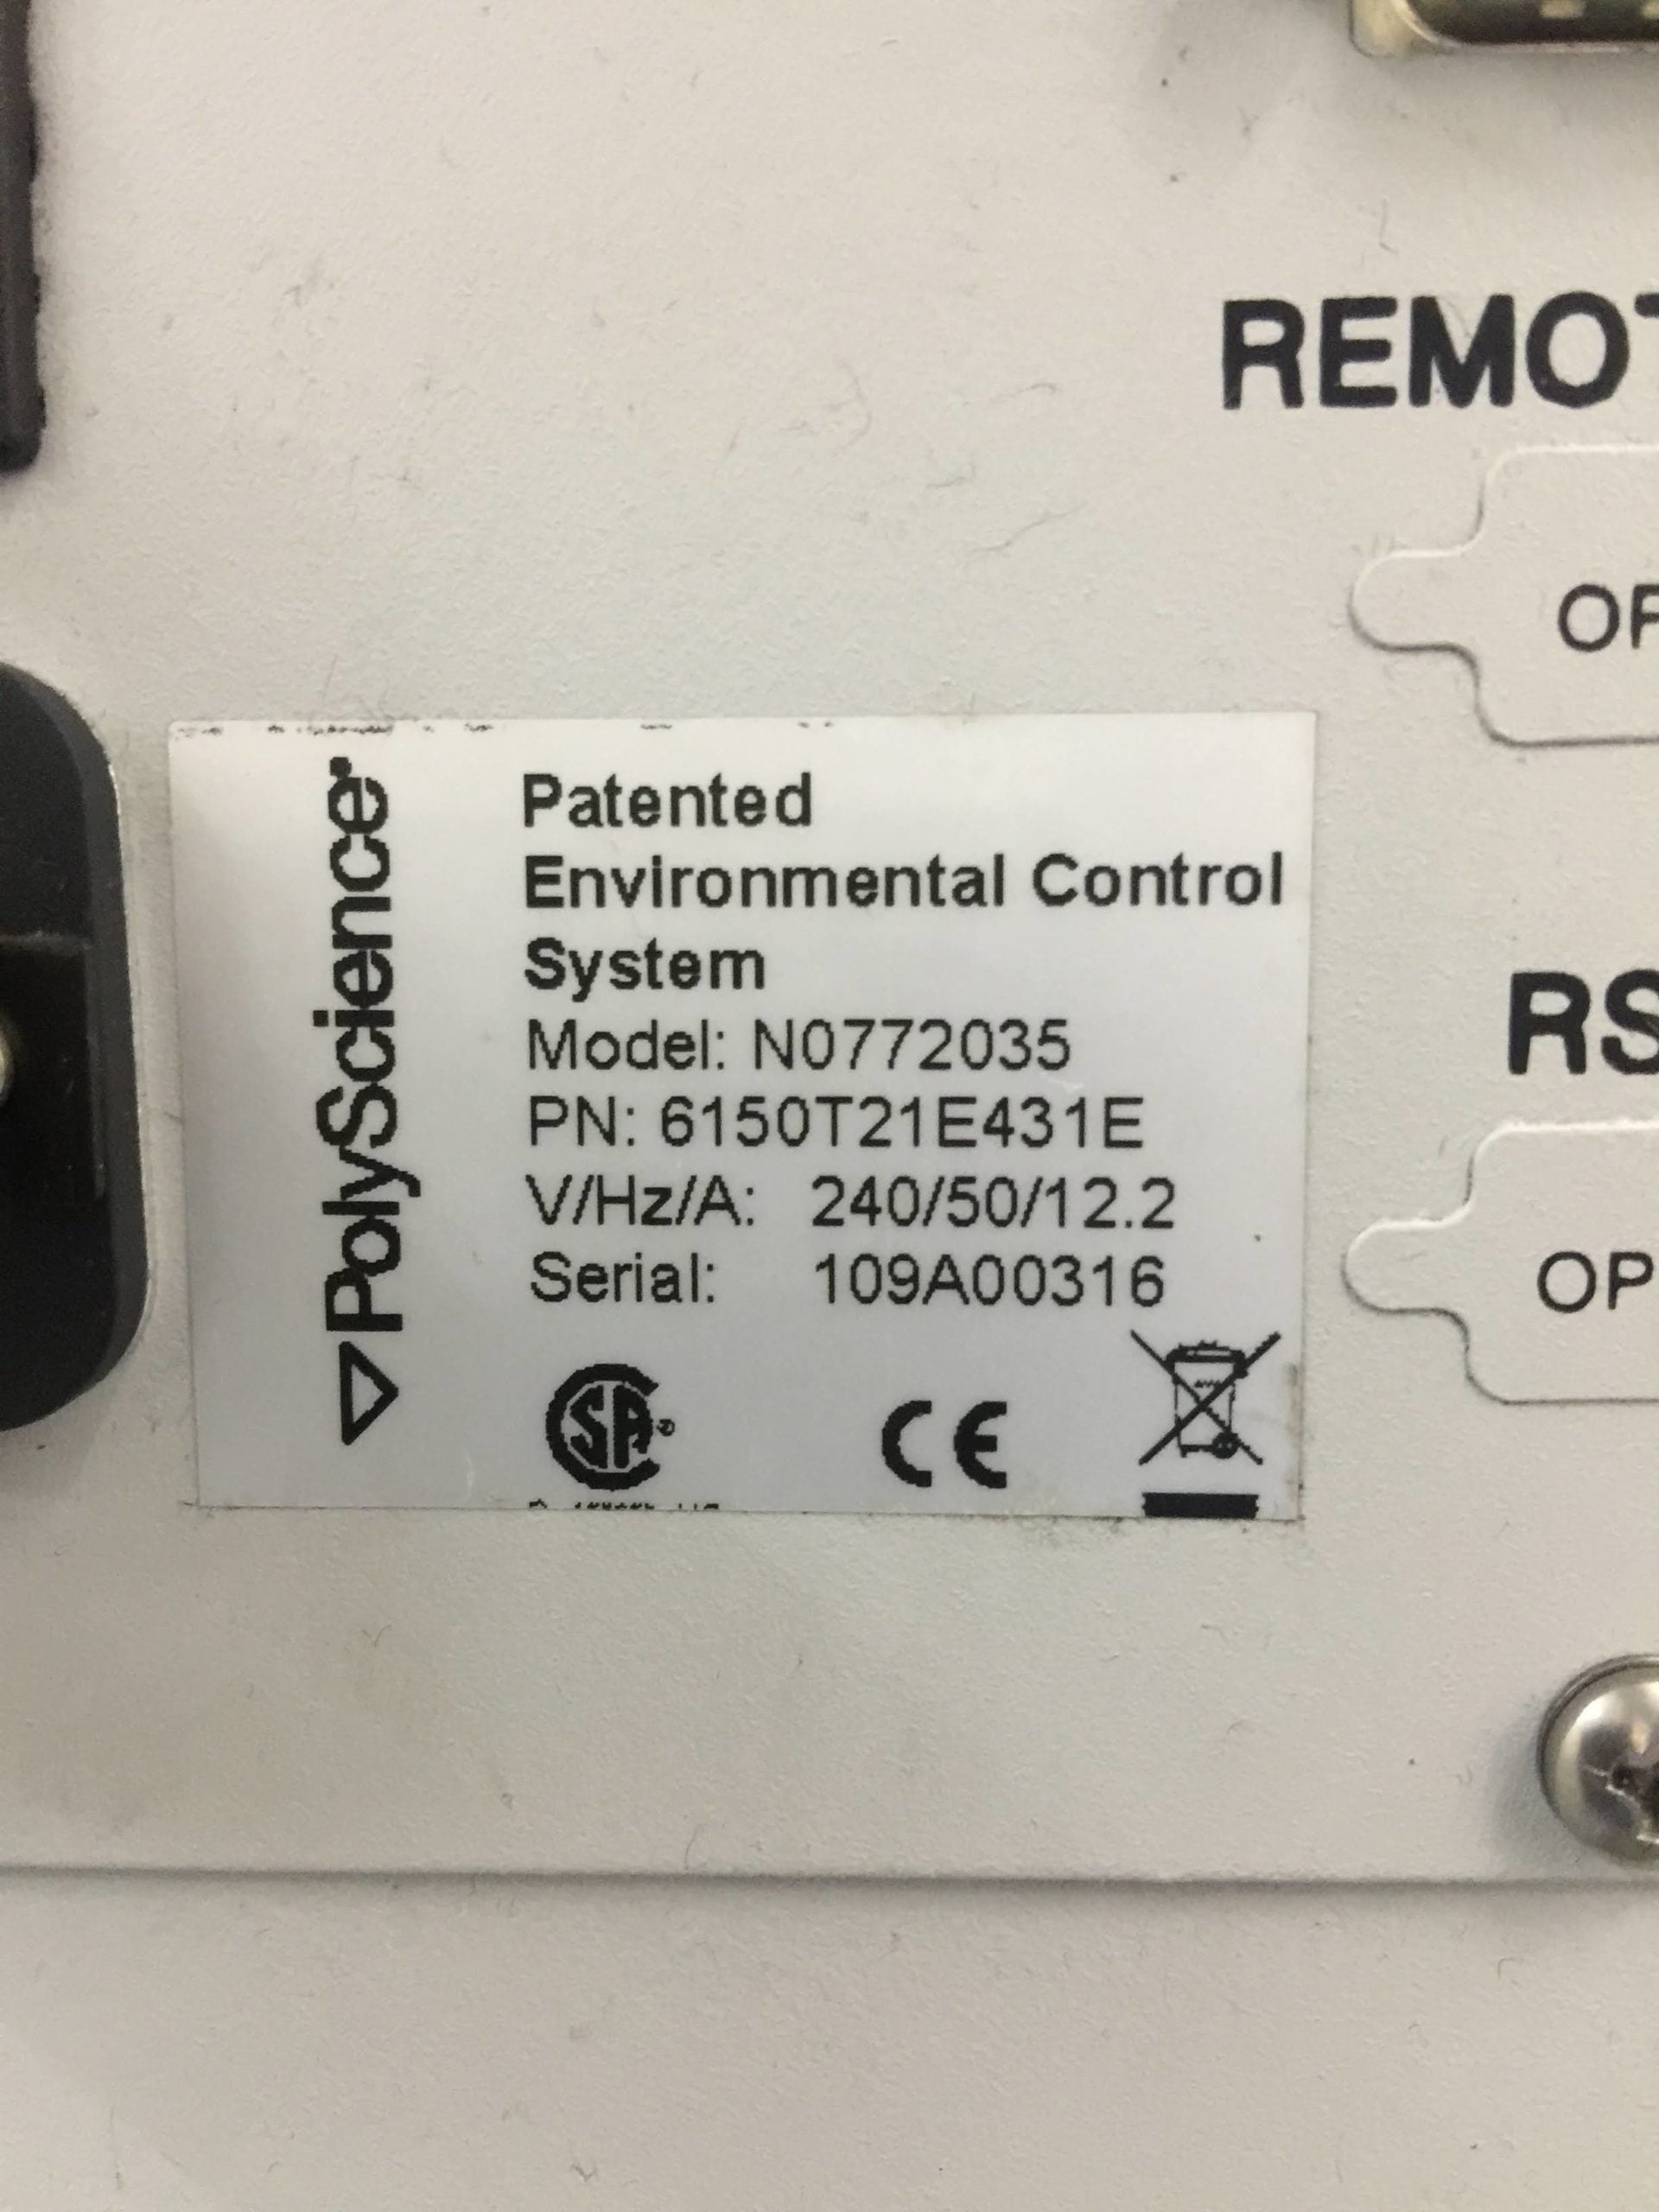 REMOT
OP
PolyScience®
Patented
Environmental Control
System
Model: N0772035
PN: 6150T21E431E
V/Hz/A: 240/50/12.2
Serial: 109A00316
RS
OP
CSA®
CE